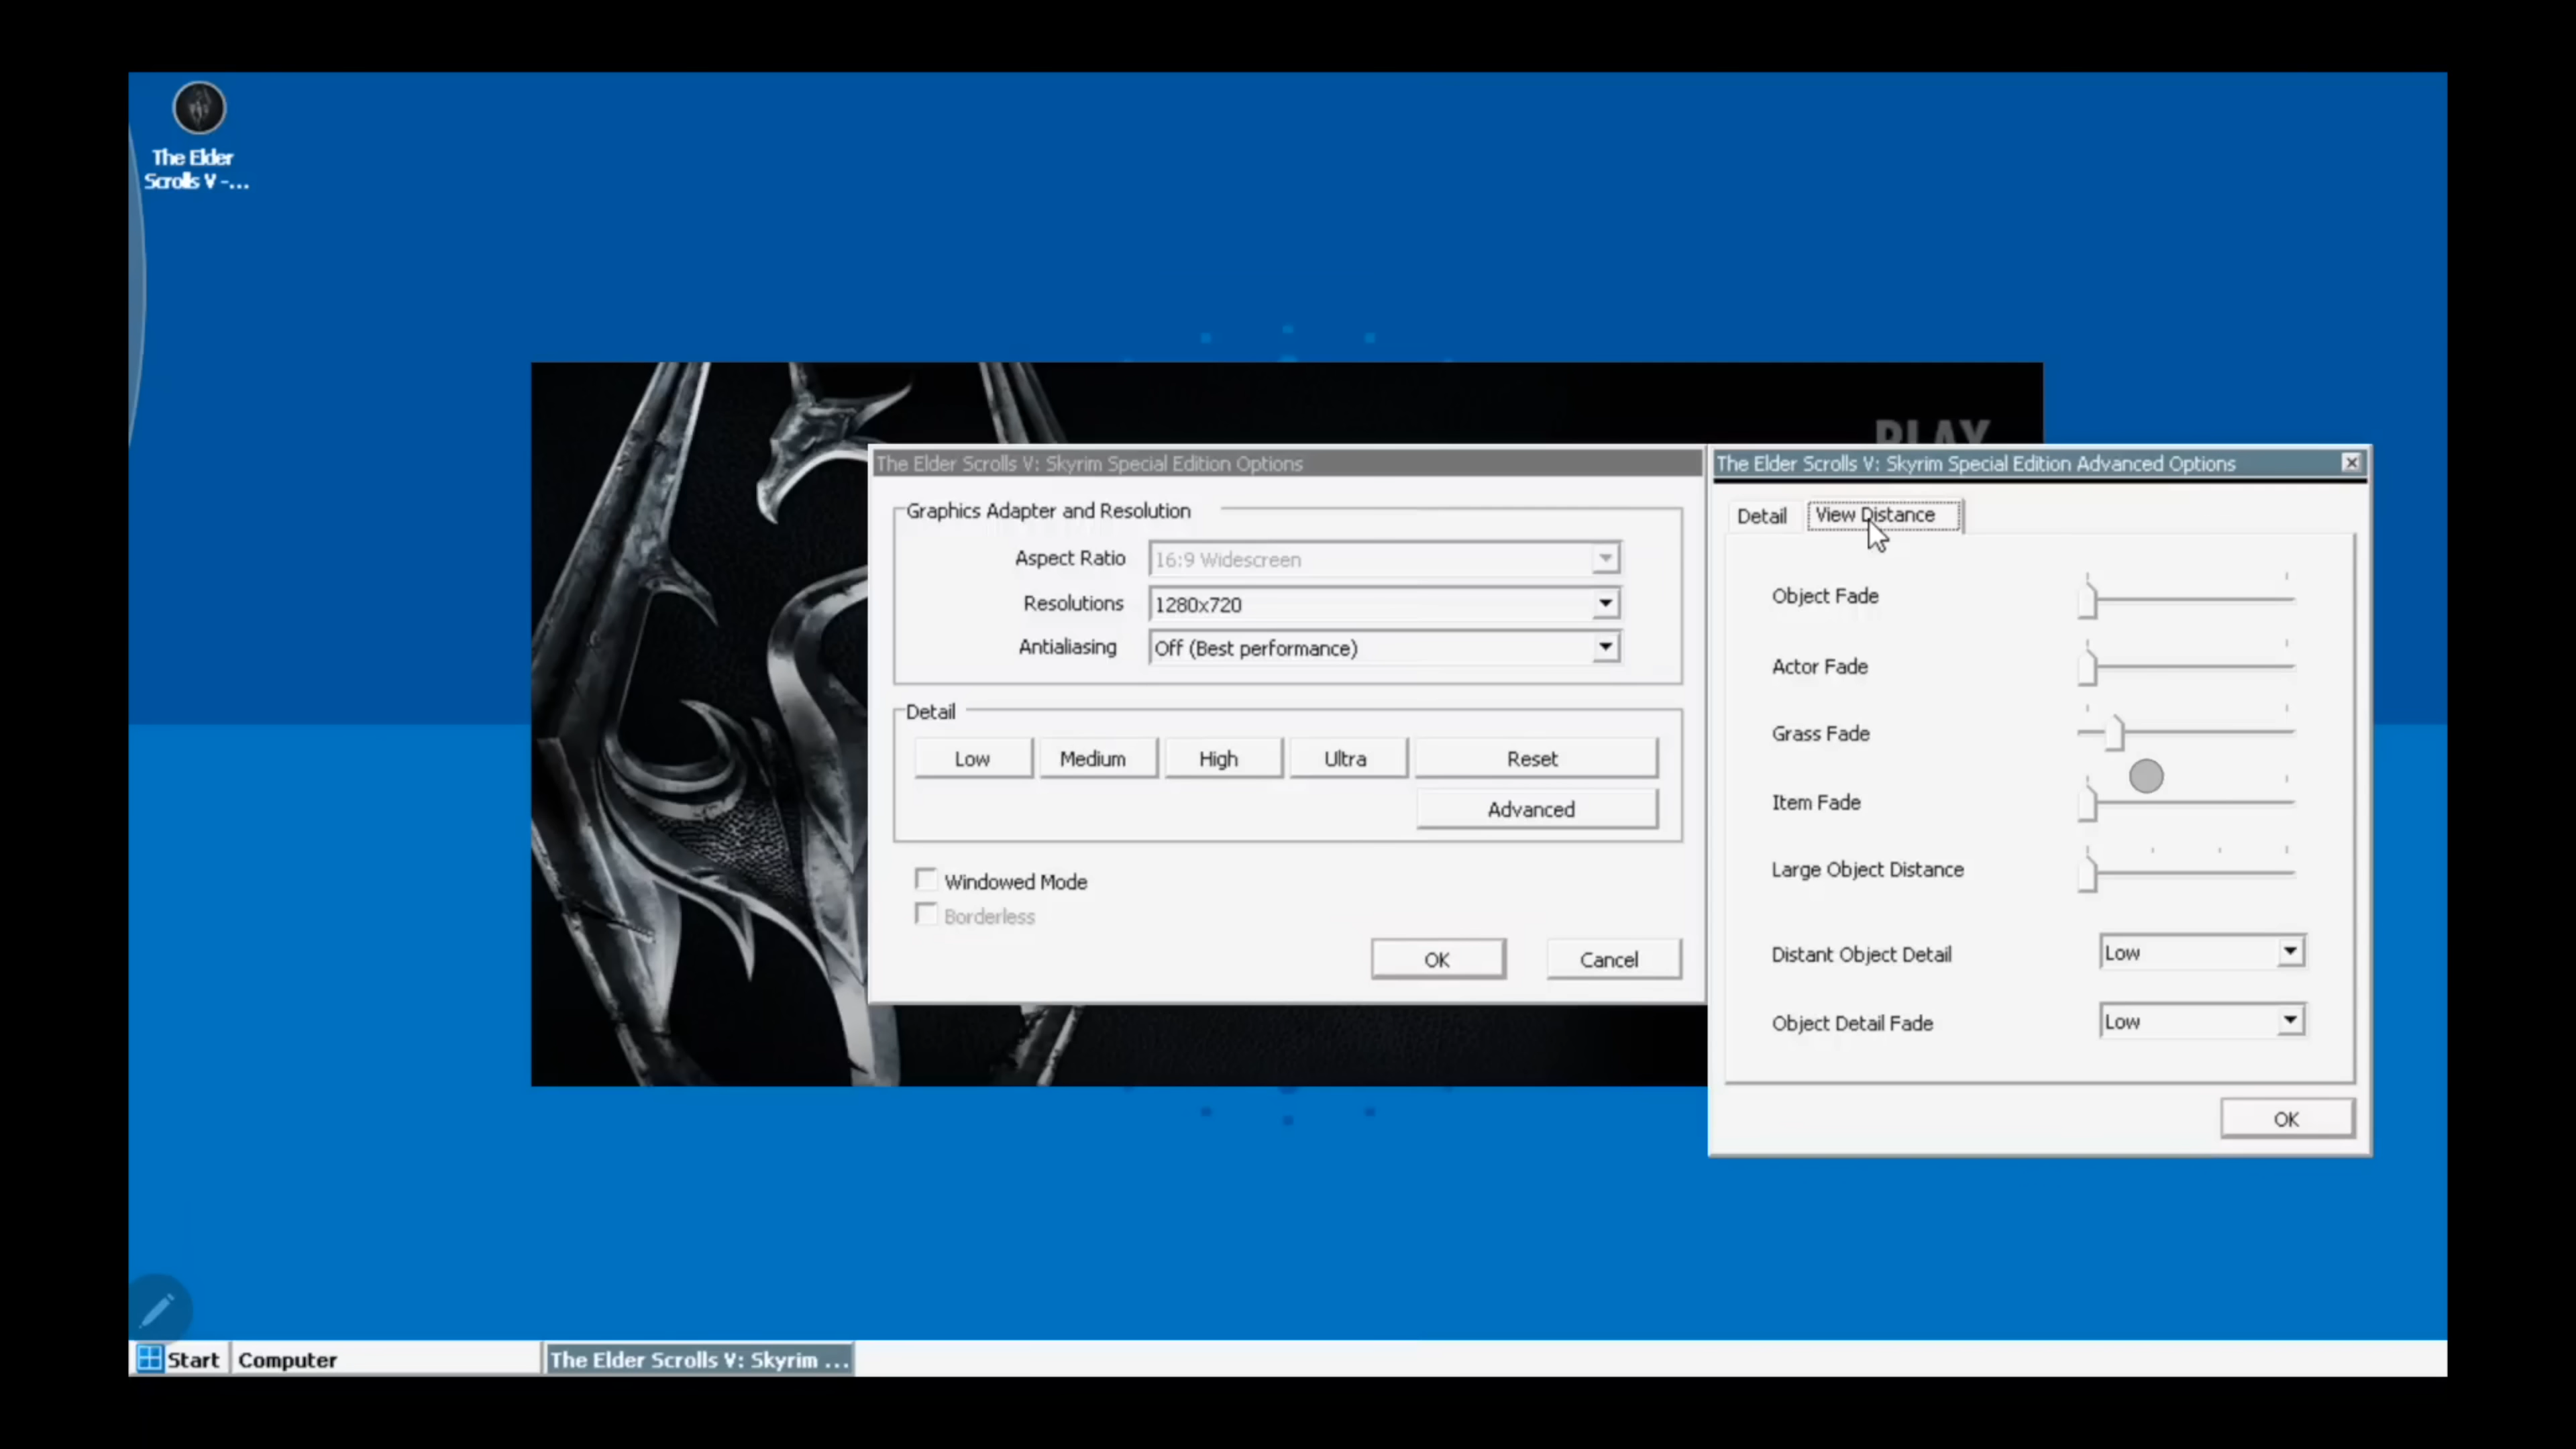 The Elder
Scrolls V -...
PLAY
The Elder Scrolls V: Skyrim Special Edition Options
Graphics Adapter and Resolution
Aspect Ratio
16:9 Widescreen
Resolutions
1280x720
Antialiasing
Off (Best performance)
Detail
Low
Medium
High
Ultra
Reset
Advanced
Windowed Mode
Borderless
OK
Cancel
The Elder Scrolls V: Skyrim Special Edition Advanced Options
Detail
View Distance
Object Fade
Actor Fade
Grass Fade
Item Fade
Large Object Distance
Distant Object Detail
Low
Object Detail Fade
Low
OK
Start
Computer
The Elder Scrolls V: Skyrim ...